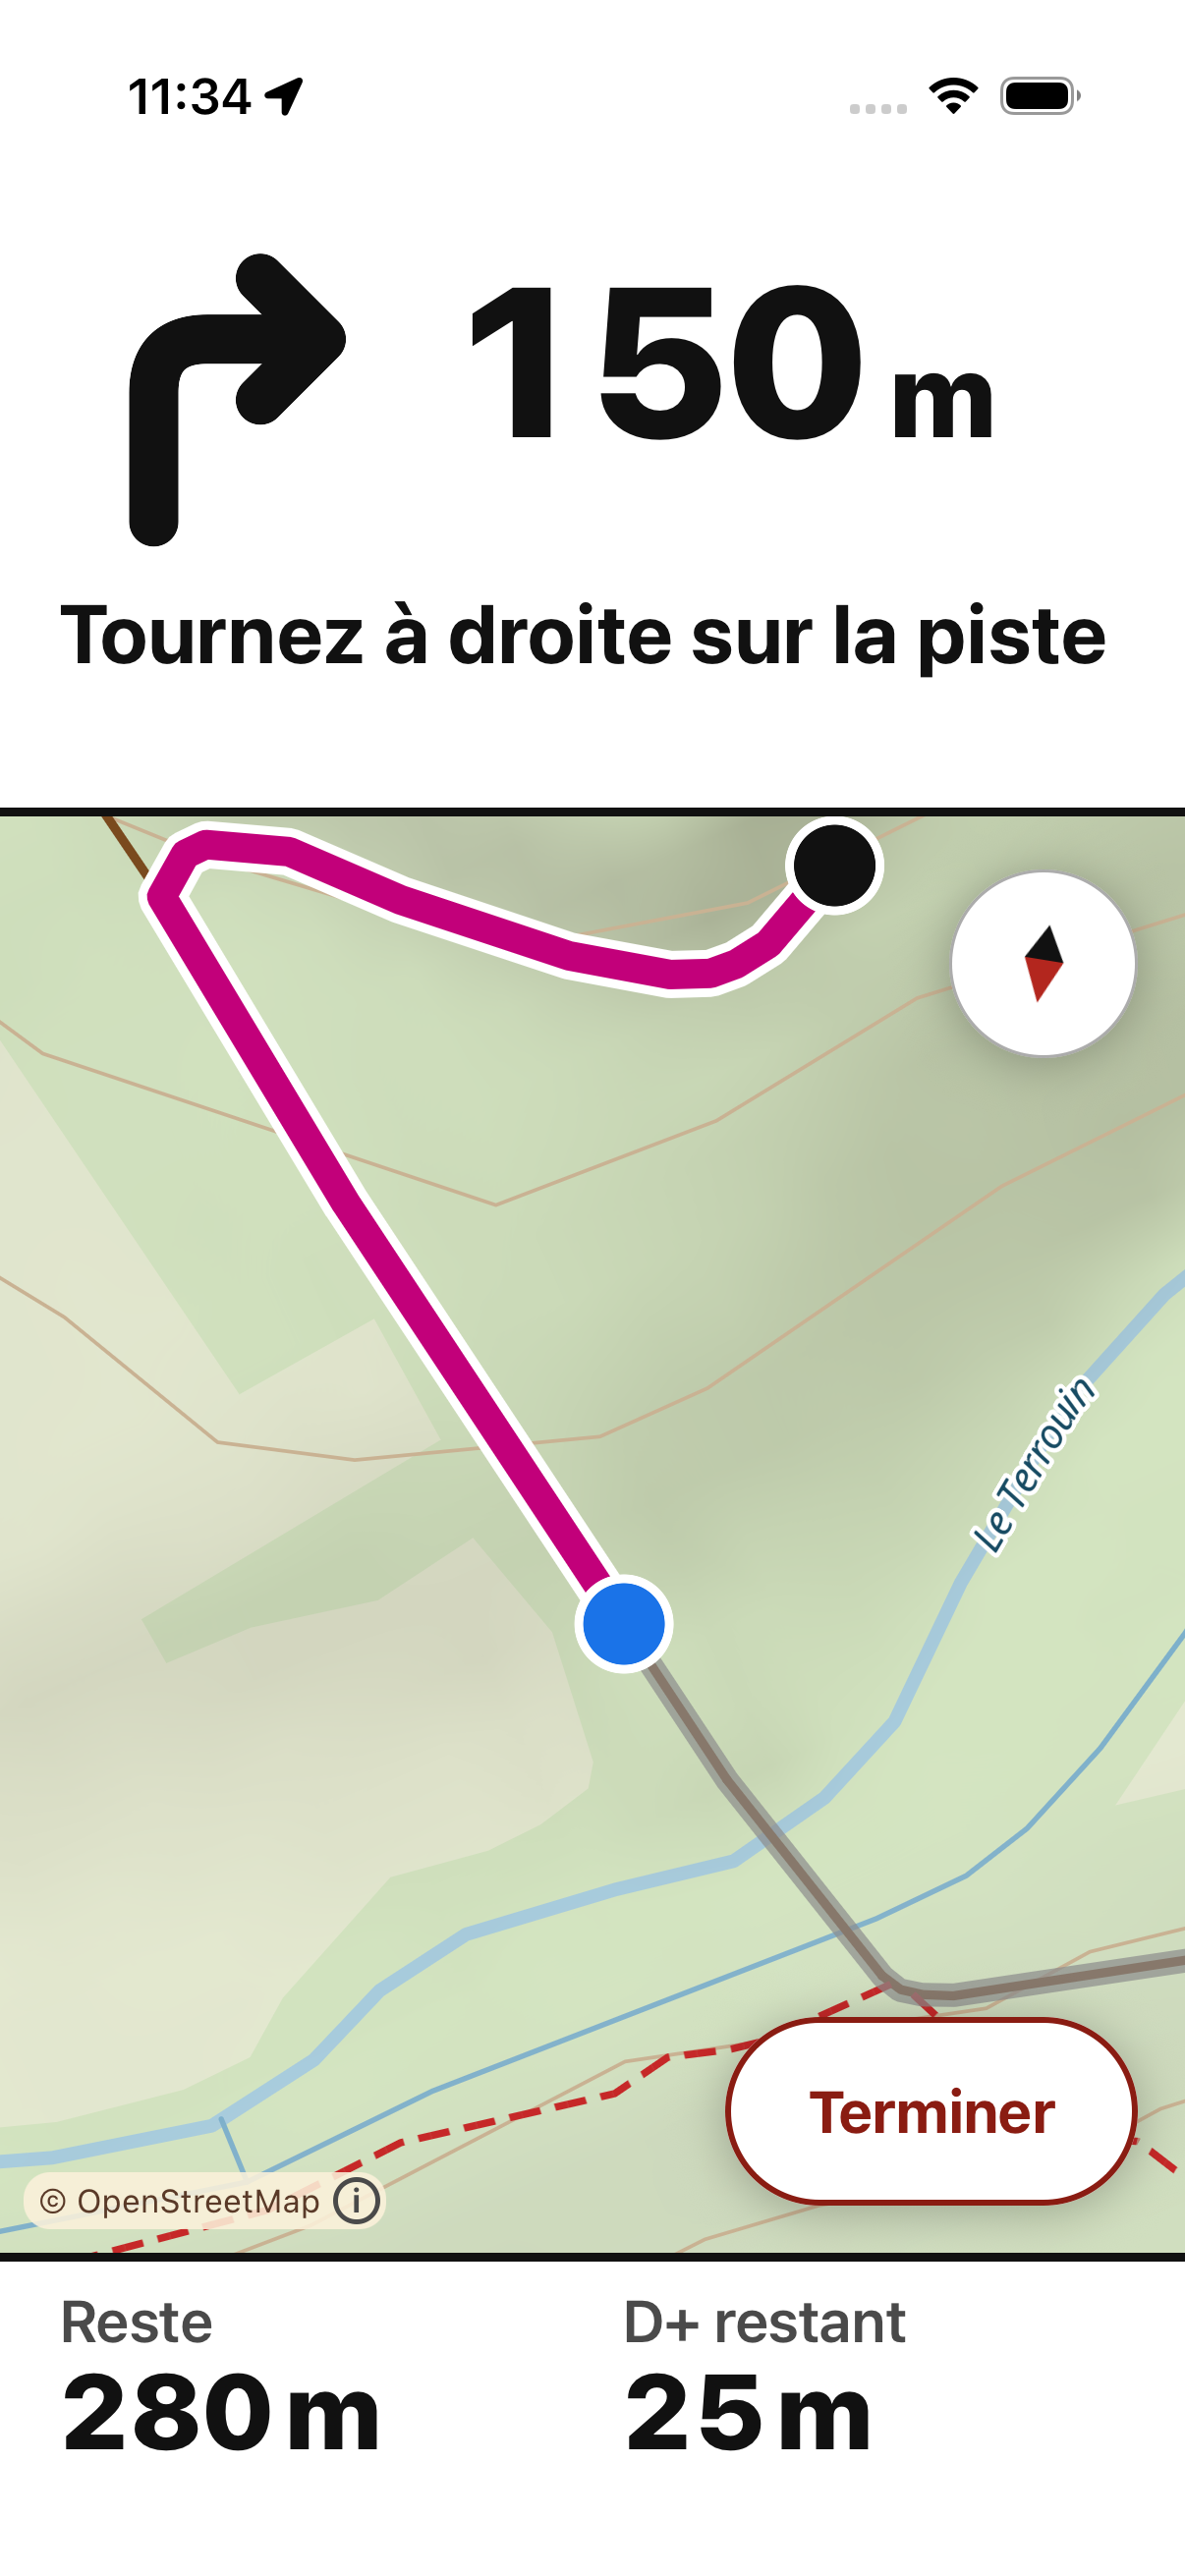 11:34
150 m
Tournez à droite sur la piste
Le Terrouin
Terminer
© OpenStreetMap i
Reste
280 m
D+ restant
25 m